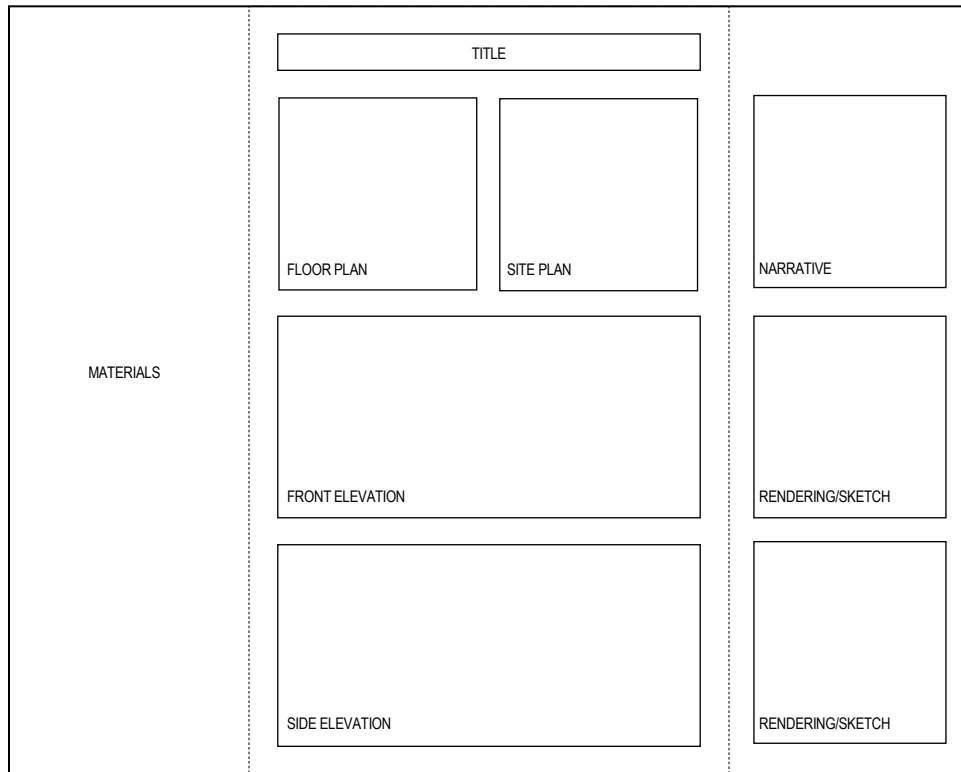 TITLE
FLOOR PLAN
SITE PLAN
NARRATIVE
MATERIALS
FRONT ELEVATION
RENDERING/SKETCH
SIDE ELEVATION
RENDERING/SKETCH